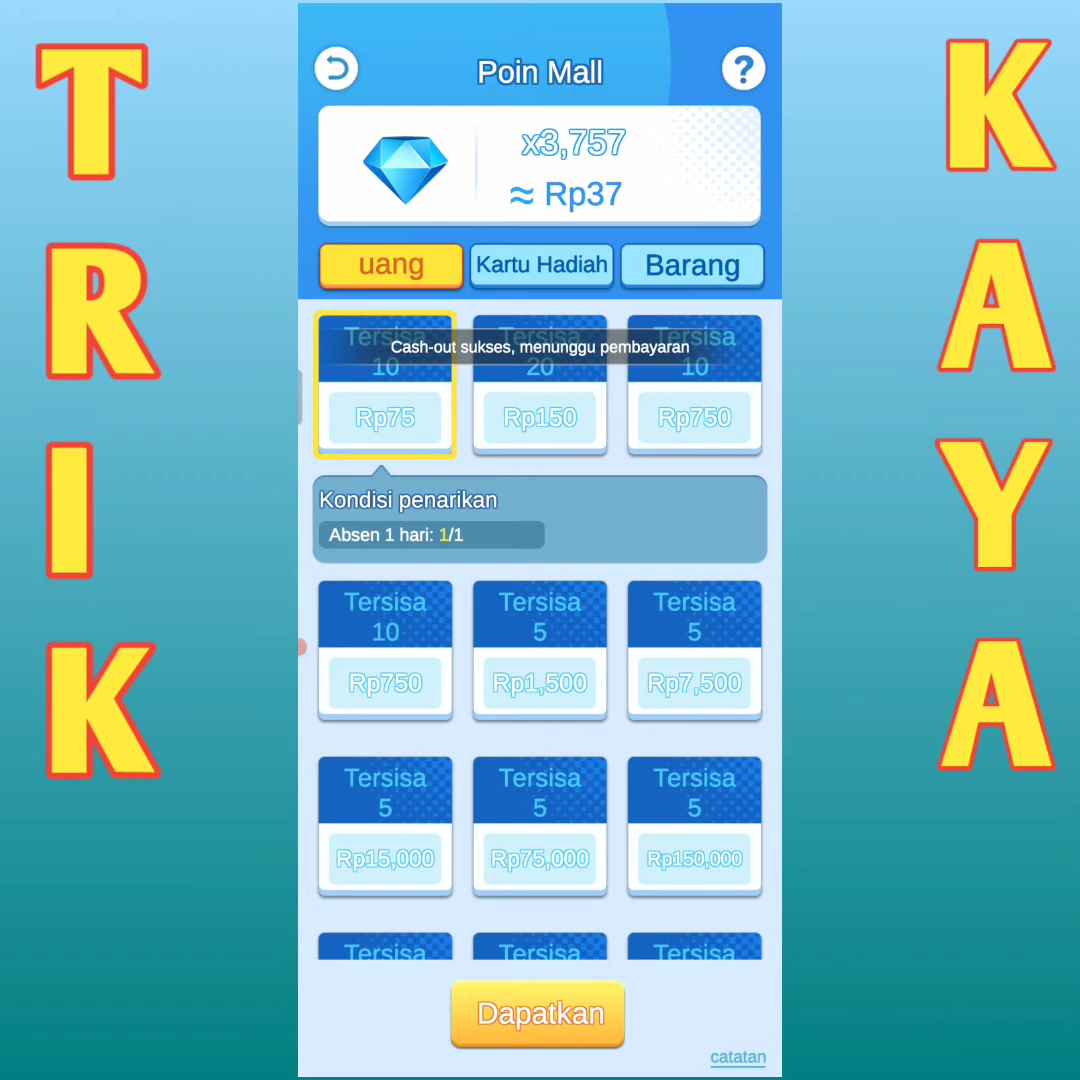 TRIK
KAYA
Poin Mall
?
x3,757
≈ Rp37
uang
Kartu Hadiah
Barang
Tersisa
10
Rp75
Tersisa
20
Rp150
Tersisa
10
Rp750
Cash-out sukses, menunggu pembayaran
Kondisi penarikan
Absen 1 hari: 1/1
Tersisa
10
Rp750
Tersisa
5
Rp1,500
Tersisa
5
Rp7,500
Tersisa
5
Rp15,000
Tersisa
5
Rp75,000
Tersisa
5
Rp150,000
Tersisa
Tersisa
Tersisa
Dapatkan
catatan